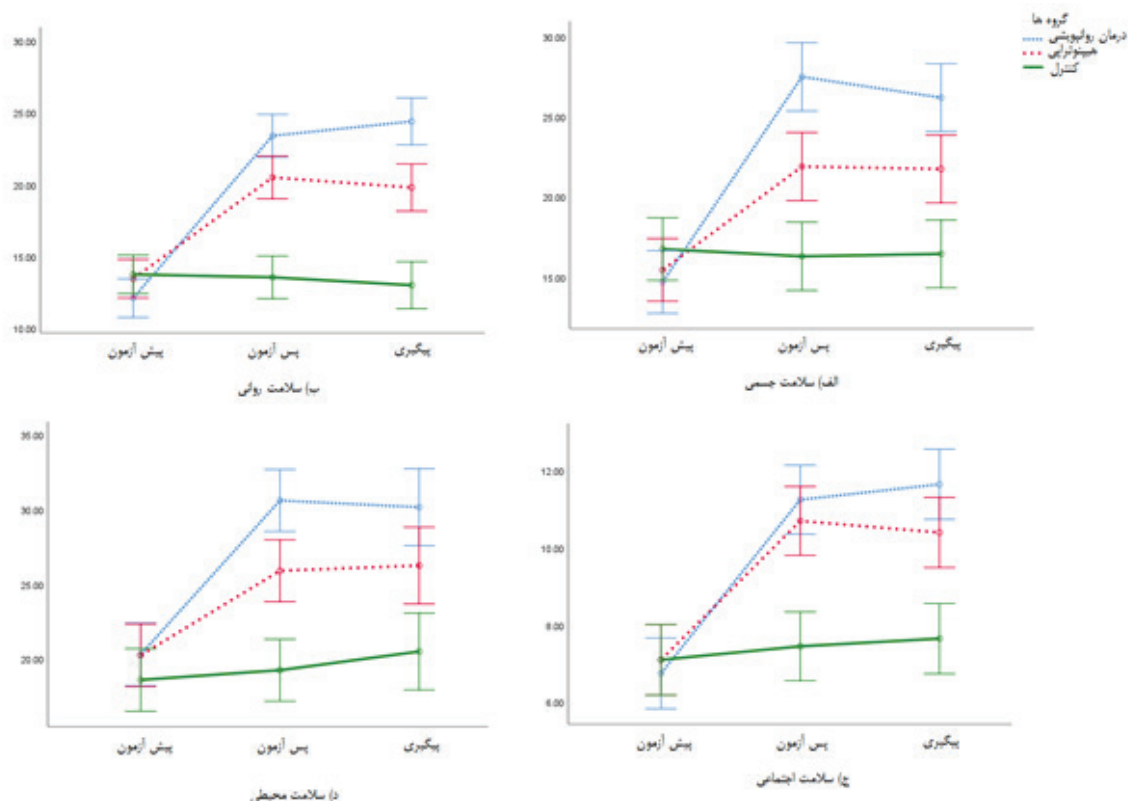 گروه ها
درمان روانپویشی
هیپنوتراپی
کنترل
30.00
25.00
20.00
15.00
پیش آزمون
پس آزمون
پیگیری
الف) سلامت جسمی
30.00
25.00
20.00
15.00
10.00
پیش آزمون
پس آزمون
پیگیری
ب) سلامت روانی
12.00
10.00
8.00
6.00
پیش آزمون
پس آزمون
پیگیری
ج) سلامت اجتماعی
35.00
30.00
25.00
20.00
پیش آزمون
پس آزمون
پیگیری
د) سلامت محیطی